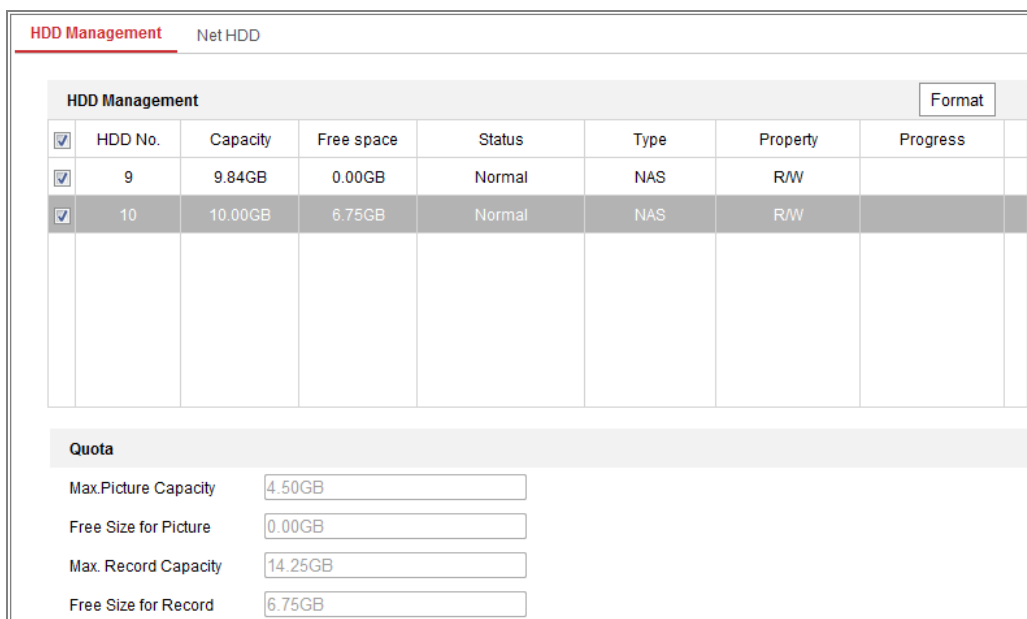 HDD Management Net HDD
HDD Management Format
HDD No. Capacity Free space Status Type Property Progress
9 9.84GB 0.00GB Normal NAS R/W
10 10.00GB 6.75GB Normal NAS R/W
Quota
Max.Picture Capacity 4.50GB
Free Size for Picture 0.00GB
Max. Record Capacity 14.25GB
Free Size for Record 6.75GB